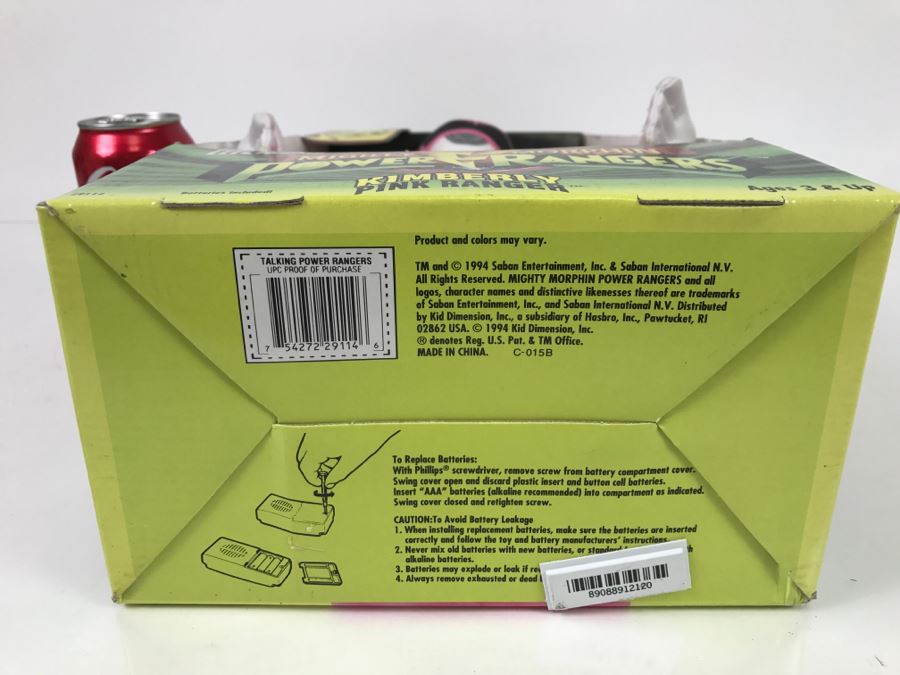 POWER RANGERS
KIMBERLY
PINK RANGER™
Batteries Included!
Ages 3 & Up
Product and colors may vary.
TALKING POWER RANGERS
UPC PROOF OF PURCHASE
7 54272 29114 6
TM and © 1994 Saban Entertainment, Inc. & Saban International N.V.
All Rights Reserved. MIGHTY MORPHIN POWER RANGERS and all
logos, character names and distinctive likenesses thereof are trademarks
of Saban Entertainment, Inc., and Saban International N.V. Distributed
by Kid Dimension, Inc., a subsidiary of Hasbro, Inc., Pawtucket, RI
02862 USA. © 1994 Kid Dimension, Inc.
® denotes Reg. U.S. Pat. & TM Office.
MADE IN CHINA. C-015B
To Replace Batteries:
With Phillips® screwdriver, remove screw from battery compartment cover.
Swing cover open and discard plastic insert and button cell batteries.
Insert "AAA" batteries (alkaline recommended) into compartment as indicated.
Swing cover closed and retighten screw.
CAUTION:To Avoid Battery Leakage
1. When installing replacement batteries, make sure the batteries are inserted
correctly and follow the toy and battery manufacturers' instructions.
2. Never mix old batteries with new batteries, or
alkaline batteries.
3. Batteries may explode or leak if
4. Always remove exhausted or dead
89088912120